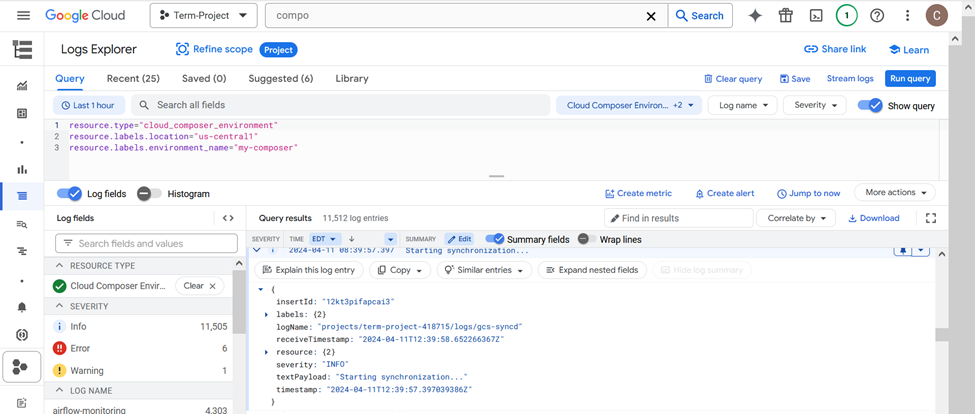 Google Cloud
Term-Project
compo
Search
1
C
Logs Explorer
Refine scope
Project
Share link
Learn
Query
Recent (25)
Saved (0)
Suggested (6)
Library
Clear query
Save
Stream logs
Run query
Last 1 hour
Search all fields
Cloud Composer Environ... +2
Log name
Severity
Show query
1 resource.type="cloud_composer_environment"
2 resource.labels.location="us-central1"
3 resource.labels.environment_name="my-composer"
Log fields
Histogram
Create metric
Create alert
Jump to now
More actions
Log fields
Search fields and values
RESOURCE TYPE
Cloud Composer Envir...
Clear
SEVERITY
Info 11,505
Error 6
Warning 1
LOG NAME
airflow-monitoring 4,303
Query results 11,512 log entries
Find in results
Correlate by
Download
SEVERITY TIME EDT SUMMARY Edit Summary fields Wrap lines
2024-04-11 08:39:57.397 Starting synchronization...
Explain this log entry
Copy
Similar entries
Expand nested fields
Hide log summary
{
insertId: "12kt3pifapcai3"
labels: {2}
logName: "projects/term-project-418715/logs/gcs-syncd"
receiveTimestamp: "2024-04-11T12:39:58.652266367Z"
resource: {2}
severity: "INFO"
textPayload: "Starting synchronization..."
timestamp: "2024-04-11T12:39:57.397039386Z"
}